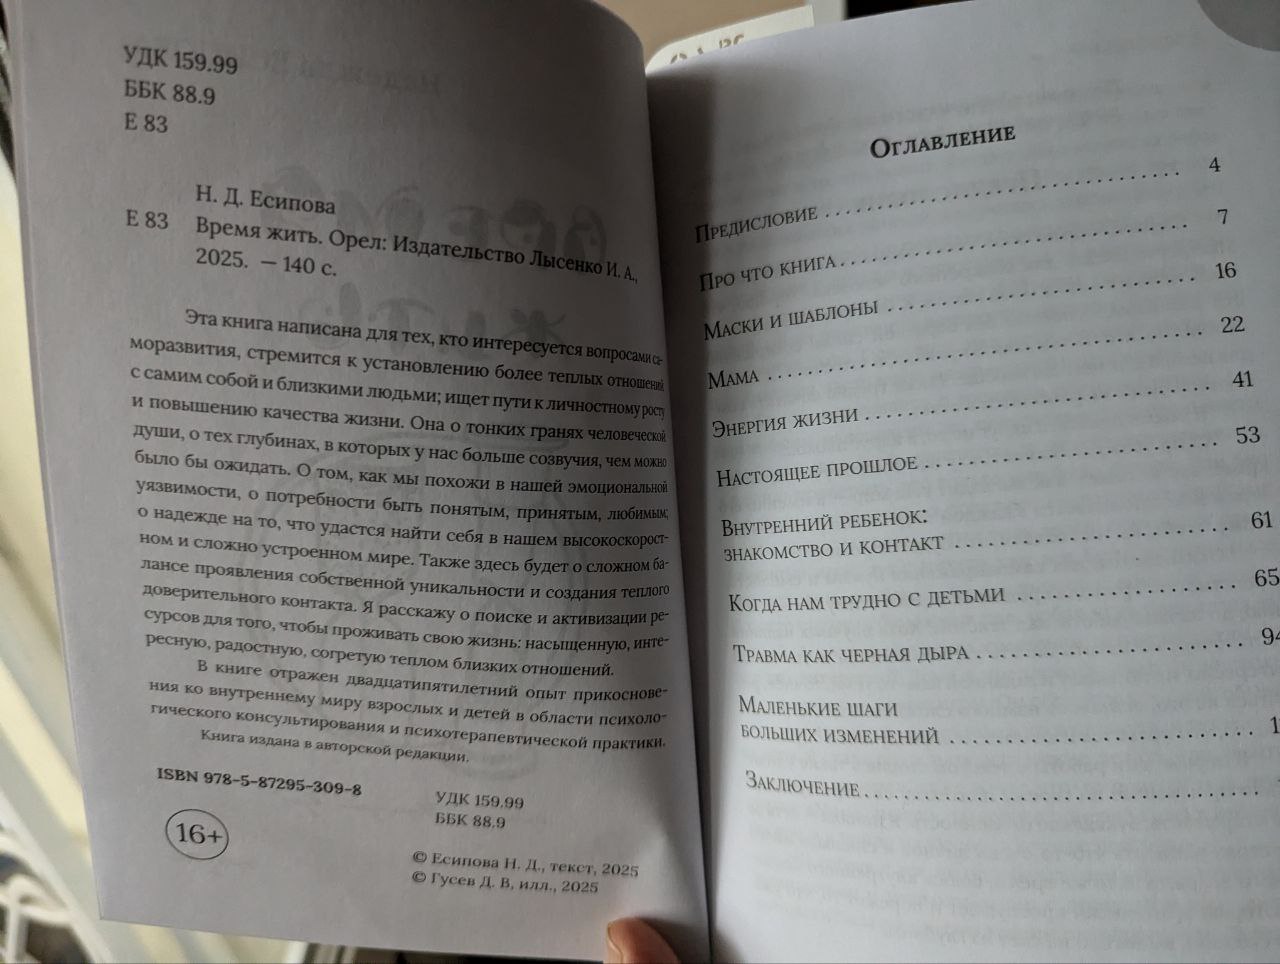 УДК 159.99
ББК 88.9
Е 83
Н. Д. Есипова
Е 83 Время жить. Орел: Издательство Лысенко И. А.,
2025. — 140 с.
Эта книга написана для тех, кто интересуется вопросами са-
моразвития, стремится к установлению более теплых отношений
с самим собой и близкими людьми; ищет пути к личностному росту
и повышению качества жизни. Она о тонких гранях человеческой
души, о тех глубинах, в которых у нас больше созвучия, чем можно
было бы ожидать. О том, как мы похожи в нашей эмоциональной
уязвимости, о потребности быть понятым, принятым, любимым;
о надежде на то, что удастся найти себя в нашем высокоскорост-
ном и сложно устроенном мире. Также здесь будет о сложном ба-
лансе проявления собственной уникальности и создания теплого
доверительного контакта. Я расскажу о поиске и активизации ре-
сурсов для того, чтобы проживать свою жизнь: насыщенную, инте-
ресную, радостную, согретую теплом близких отношений.
В книге отражен двадцатипятилетний опыт прикоснове-
ния ко внутреннему миру взрослых и детей в области психоло-
гического консультирования и психотерапевтической практики.
Книга издана в авторской редакции.
ISBN 978-5-87295-309-8
УДК 159.99
ББК 88.9
16+
© Есипова Н. Д., текст, 2025
© Гусев Д. В, илл., 2025
Оглавление
Предисловие . . . . . . . . . . 4
Про что книга . . . . . . . . . . 7
Маски и шаблоны . . . . . . . . . . 16
Мама . . . . . . . . . . 22
Энергия жизни . . . . . . . . . . 41
Настоящее прошлое . . . . . . . . . . 53
Внутренний ребенок:
знакомство и контакт . . . . . . . . . . 61
Когда нам трудно с детьми . . . . . . . . . . 65
Травма как черная дыра . . . . . . . . . . 94
Маленькие шаги
больших изменений . . . . . . . . . .
Заключение . . . . . . . . . .